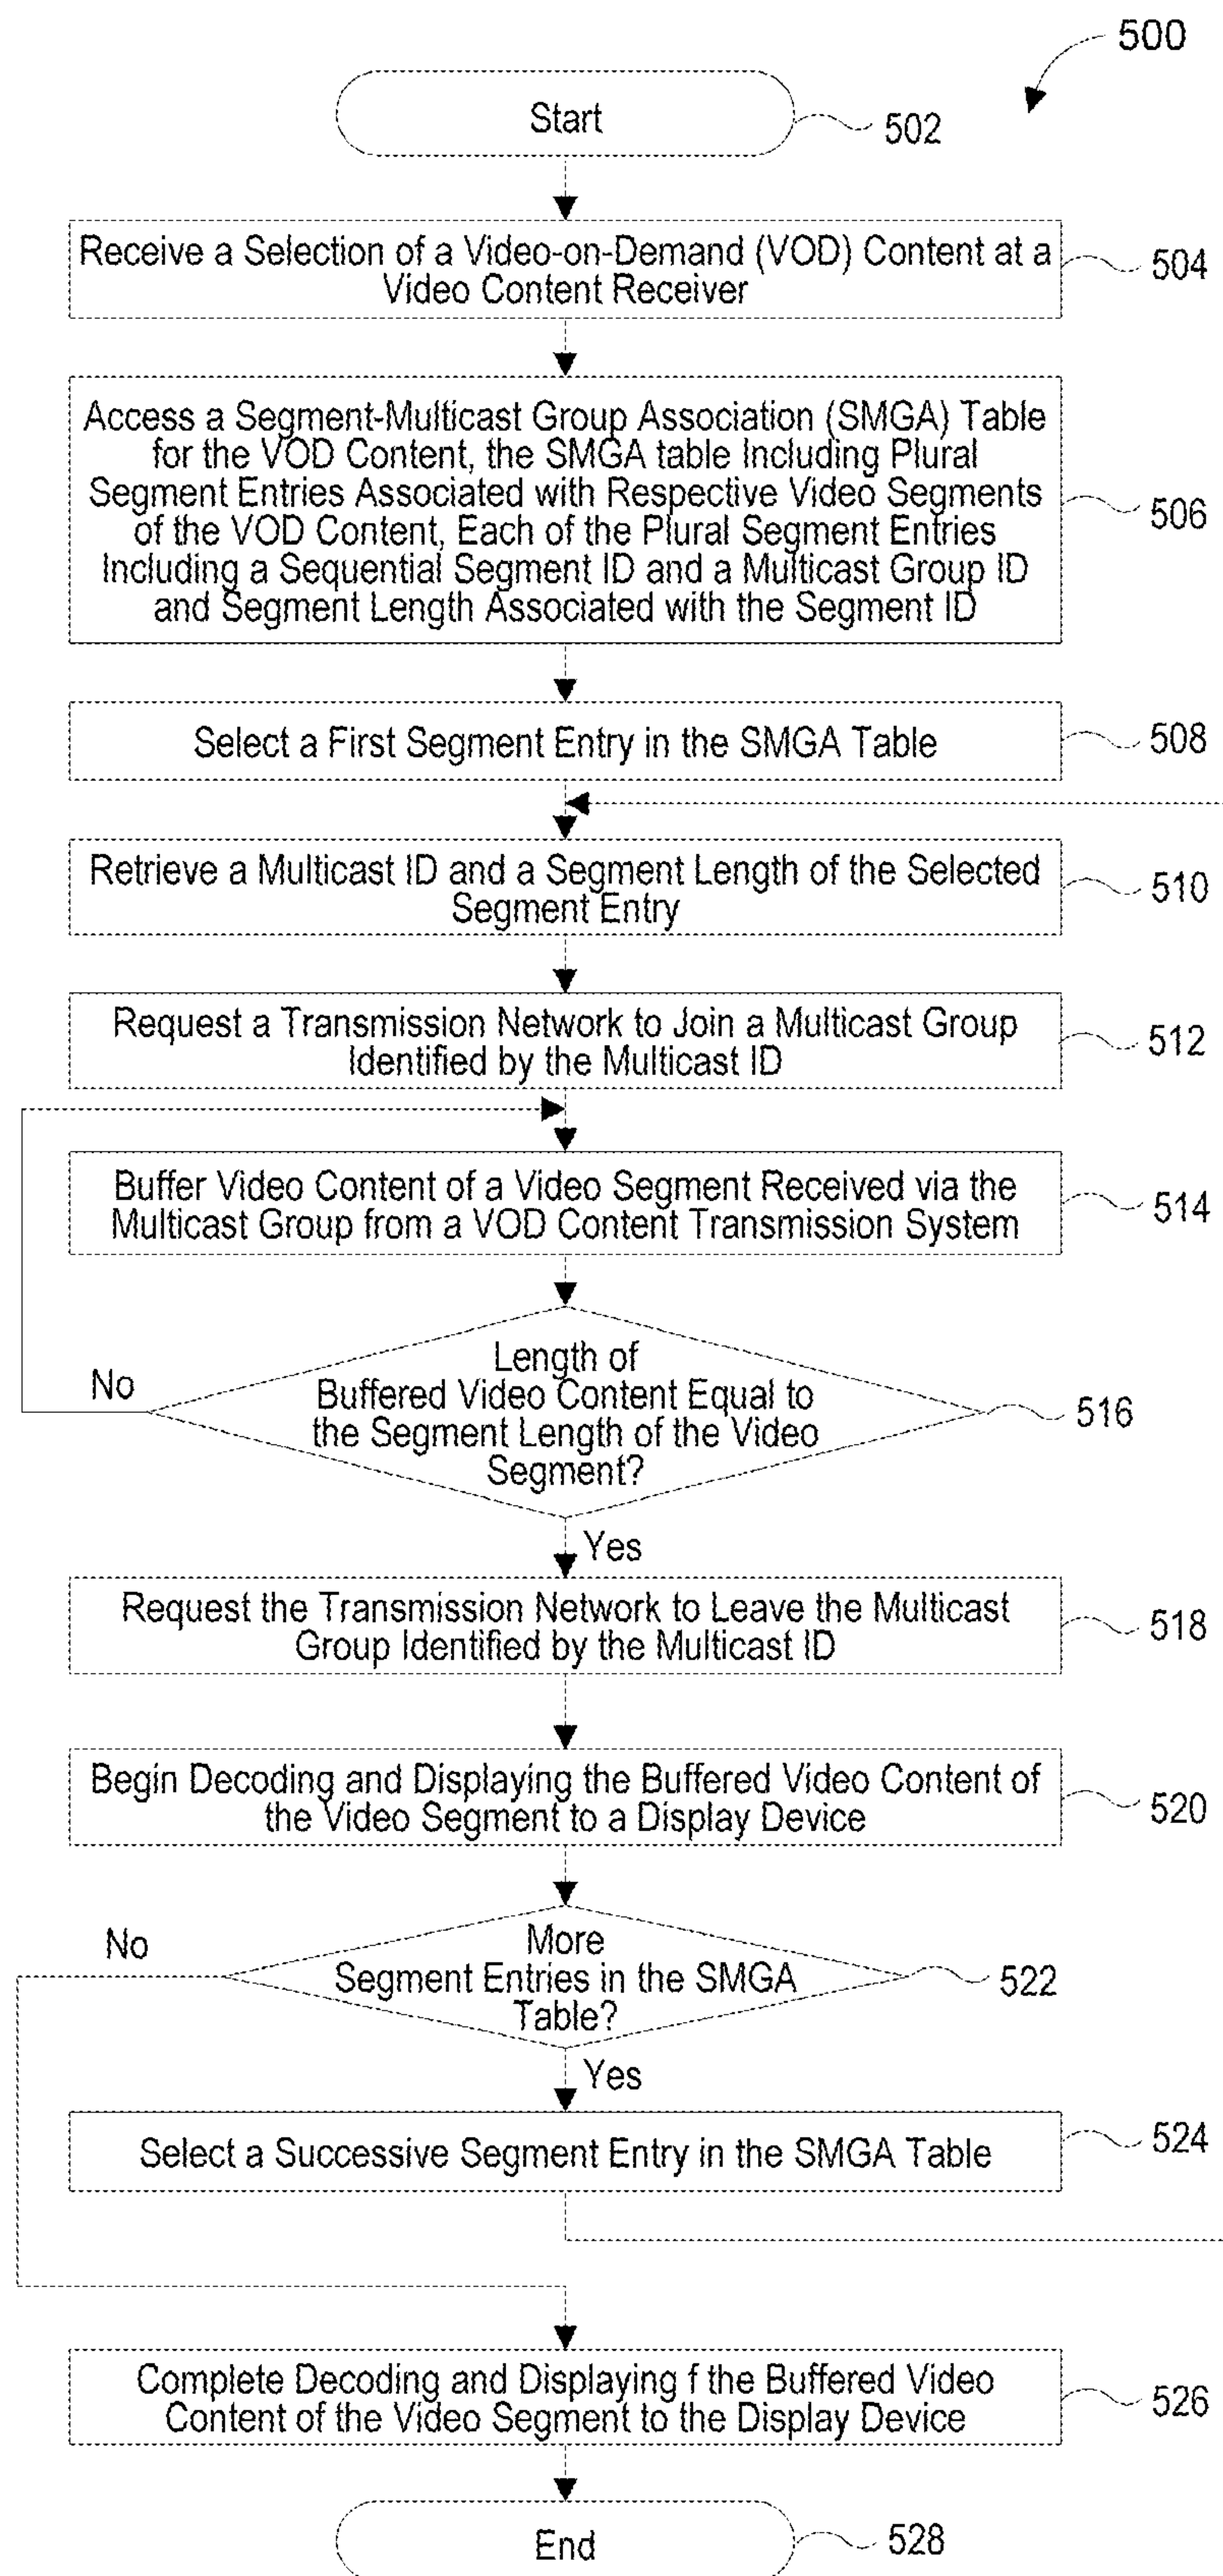 500
Start
502
Receive a Selection of a Video-on-Demand (VOD) Content at a
Video Content Receiver
504
Access a Segment-Multicast Group Association (SMGA) Table
for the VOD Content, the SMGA table Including Plural
Segment Entries Associated with Respective Video Segments
of the VOD Content, Each of the Plural Segment Entries
Including a Sequential Segment ID and a Multicast Group ID
and Segment Length Associated with the Segment ID
506
Select a First Segment Entry in the SMGA Table
508
Retrieve a Multicast ID and a Segment Length of the Selected
Segment Entry
510
Request a Transmission Network to Join a Multicast Group
Identified by the Multicast ID
512
Buffer Video Content of a Video Segment Received via the
Multicast Group from a VOD Content Transmission System
514
Length of
Buffered Video Content Equal to
the Segment Length of the Video
Segment?
No
516
Yes
Request the Transmission Network to Leave the Multicast
Group Identified by the Multicast ID
518
Begin Decoding and Displaying the Buffered Video Content of
the Video Segment to a Display Device
520
No
More
Segment Entries in the SMGA
Table?
522
Yes
Select a Successive Segment Entry in the SMGA Table
524
Complete Decoding and Displaying f the Buffered Video
Content of the Video Segment to the Display Device
526
End
528